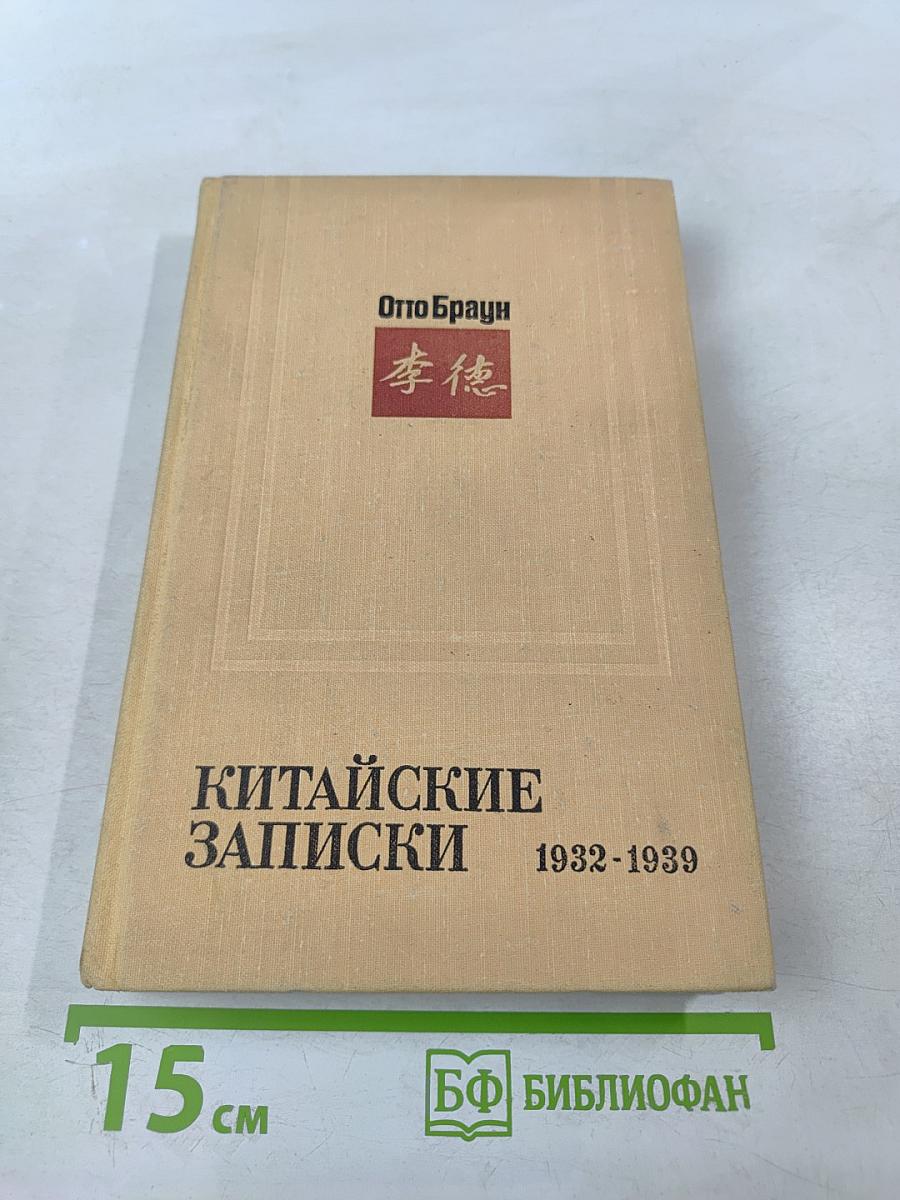 Отто Браун
李德
КИТАЙСКИЕ
ЗАПИСКИ 1932-1939
15 см
БФ БИБЛИОФАН